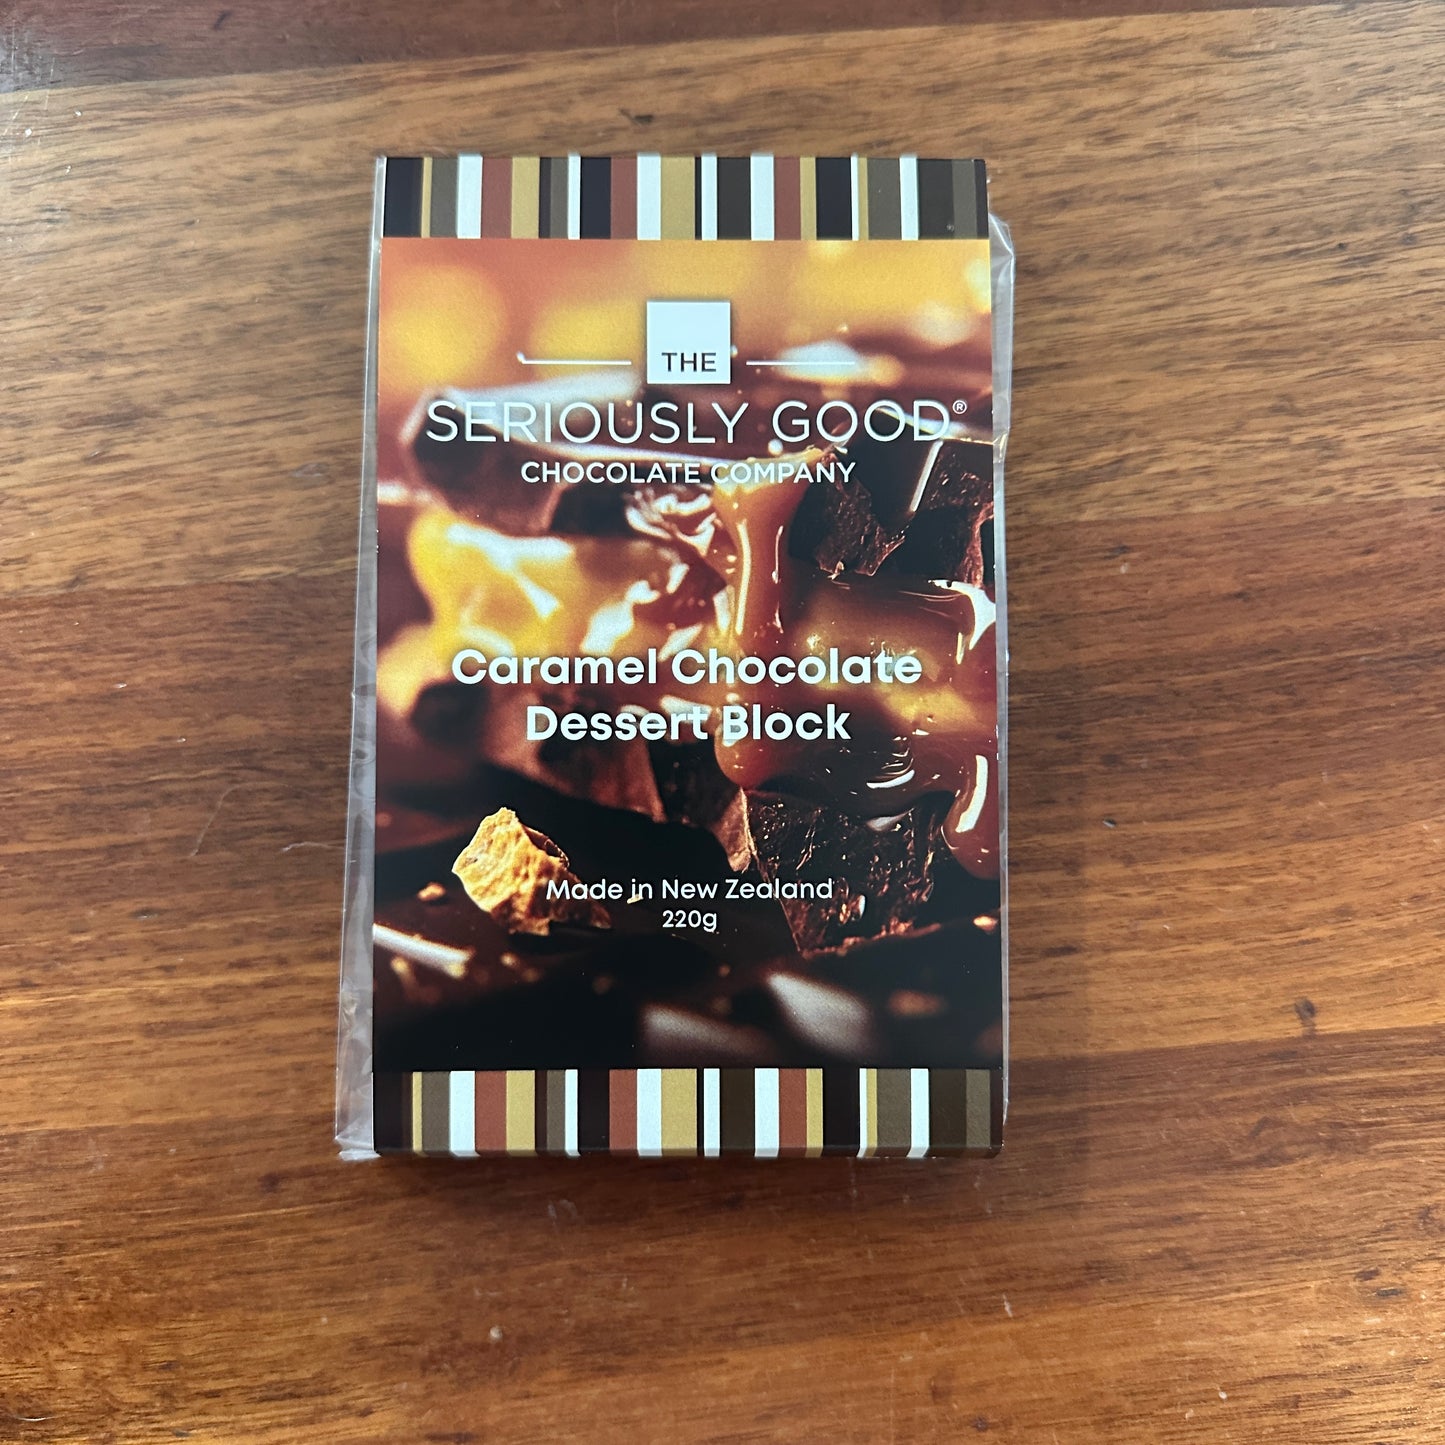 THE
SERIOUSLY GOOD®
CHOCOLATE COMPANY
Caramel Chocolate
Dessert Block
Made in New Zealand
220g